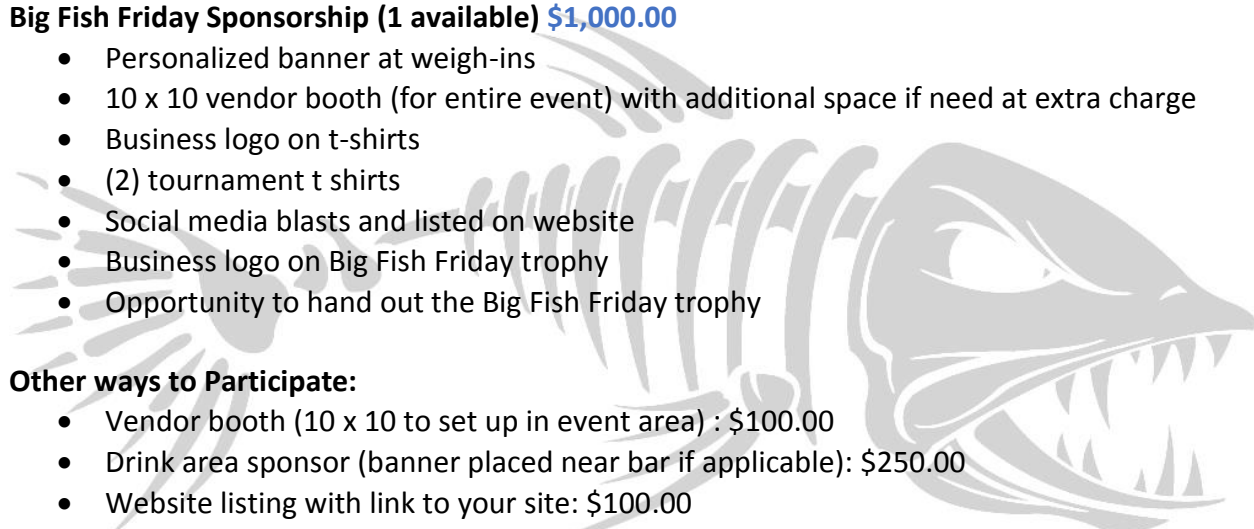 Big Fish Friday Sponsorship (1 available) $1,000.00
• Personalized banner at weigh-ins
• 10 x 10 vendor booth (for entire event) with additional space if need at extra charge
• Business logo on t-shirts
• (2) tournament t shirts
• Social media blasts and listed on website
• Business logo on Big Fish Friday trophy
• Opportunity to hand out the Big Fish Friday trophy
Other ways to Participate:
• Vendor booth (10 x 10 to set up in event area) : $100.00
• Drink area sponsor (banner placed near bar if applicable): $250.00
• Website listing with link to your site: $100.00